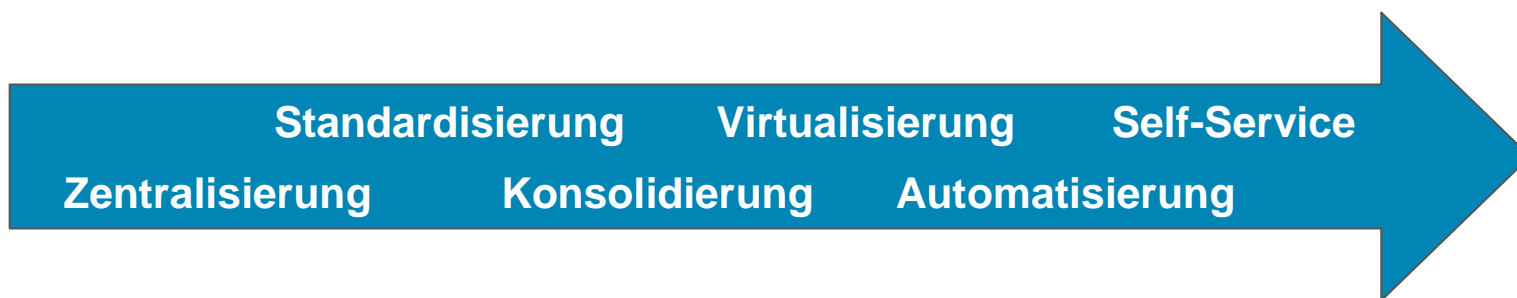 Standardisierung Virtualisierung Self-Service
Zentralisierung Konsolidierung Automatisierung